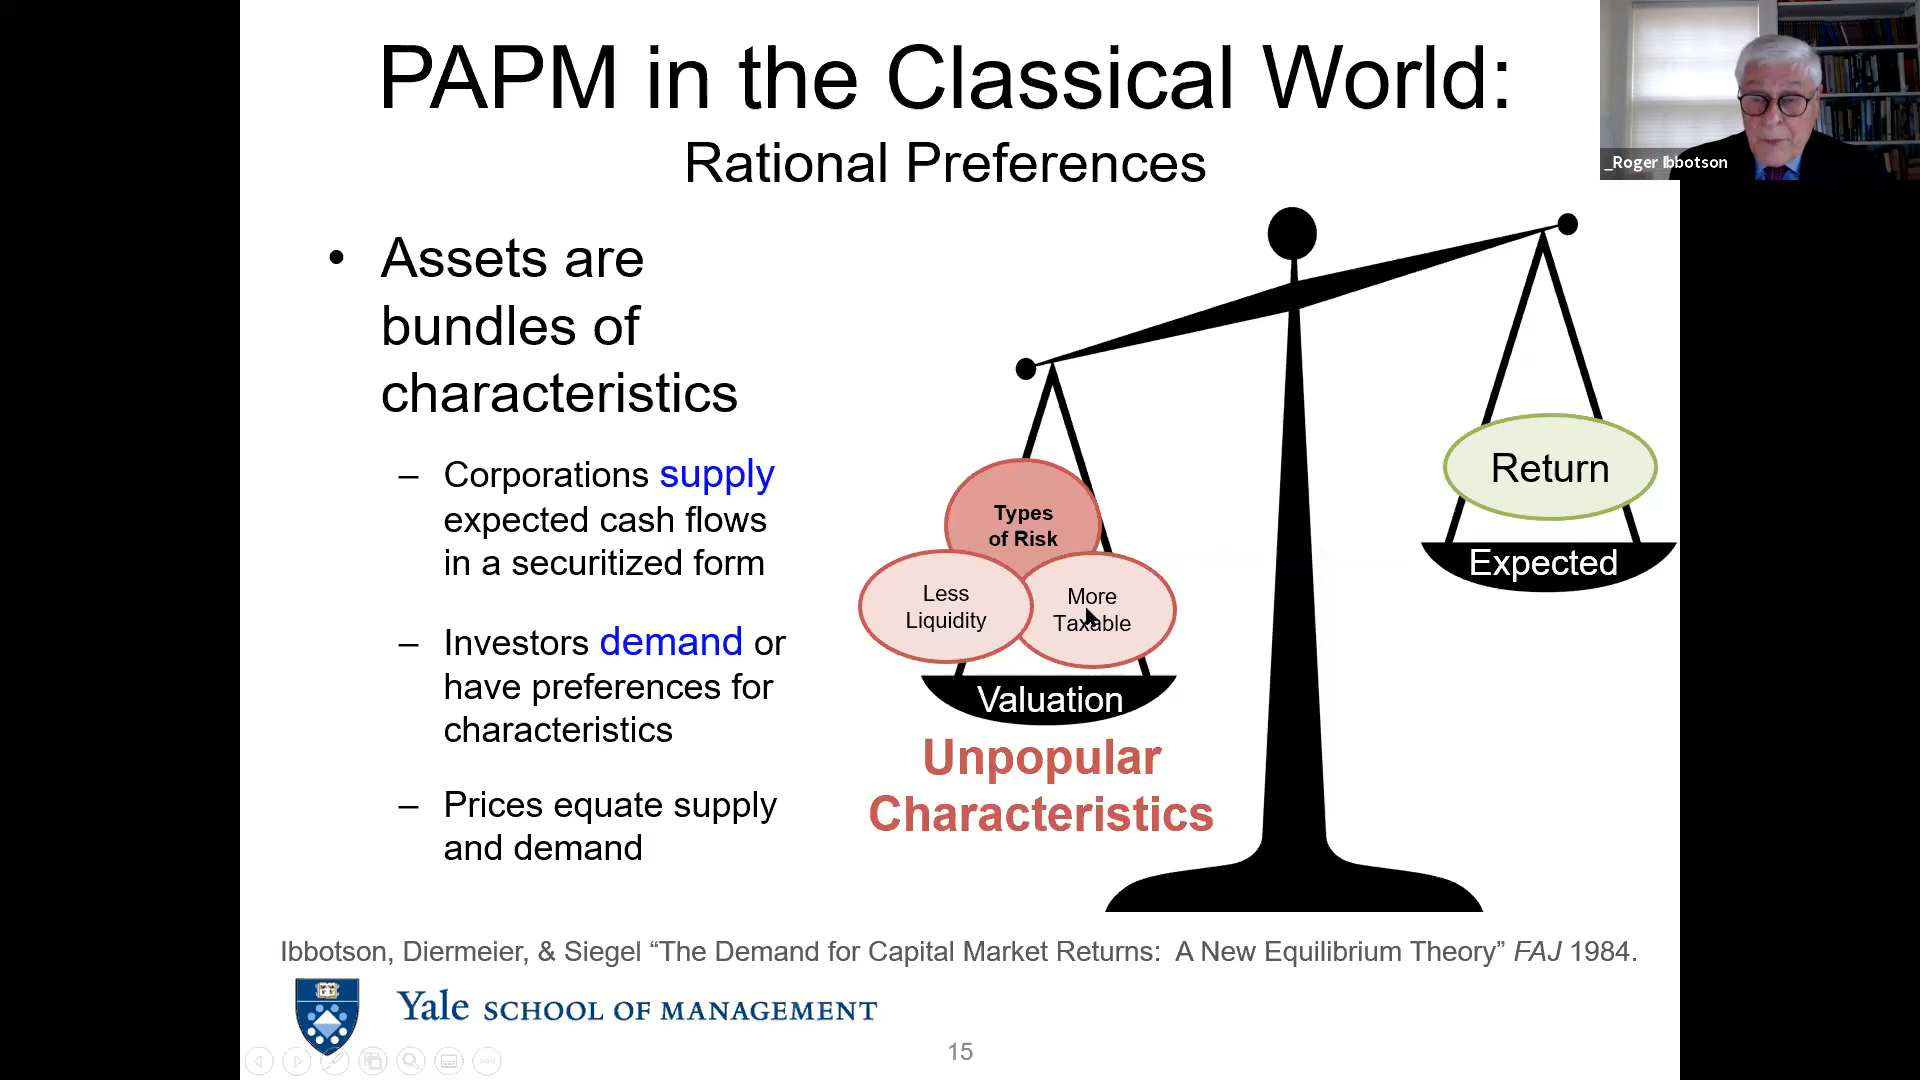 PAPM in the Classical World:
Rational Preferences
_Roger Ibbotson
• Assets are
bundles of
characteristics
– Corporations supply
expected cash flows
in a securitized form
– Investors demand or
have preferences for
characteristics
– Prices equate supply
and demand
Types
of Risk
Less
Liquidity
More
Taxable
Valuation
Unpopular
Characteristics
Return
Expected
Ibbotson, Diermeier, & Siegel “The Demand for Capital Market Returns: A New Equilibrium Theory” FAJ 1984.
Yale SCHOOL OF MANAGEMENT
15